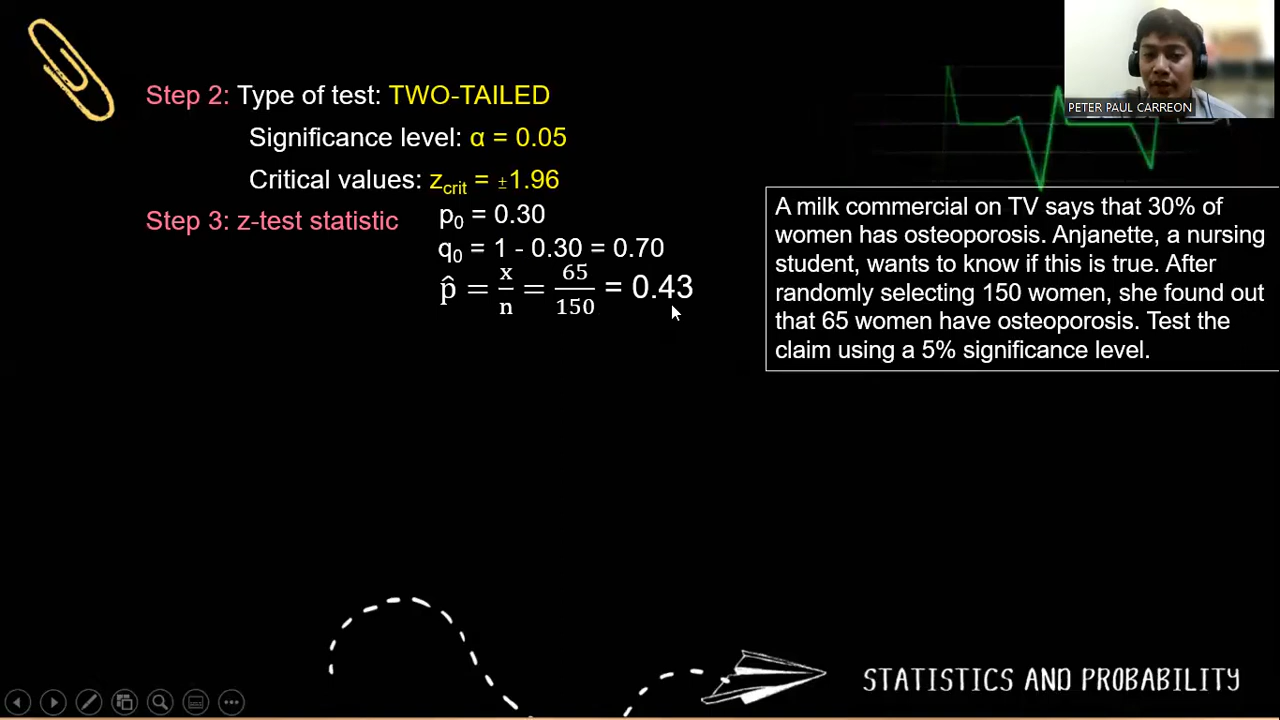 Step 2: Type of test: TWO-TAILED
Significance level: α = 0.05
Critical values: zcrit = ±1.96
Step 3: z-test statistic
p0 = 0.30
q0 = 1 - 0.30 = 0.70
p̂ = x/n = 65/150 = 0.43
PETER PAUL CARREON
A milk commercial on TV says that 30% of
women has osteoporosis. Anjanette, a nursing
student, wants to know if this is true. After
randomly selecting 150 women, she found out
that 65 women have osteoporosis. Test the
claim using a 5% significance level.
STATISTICS AND PROBABILITY